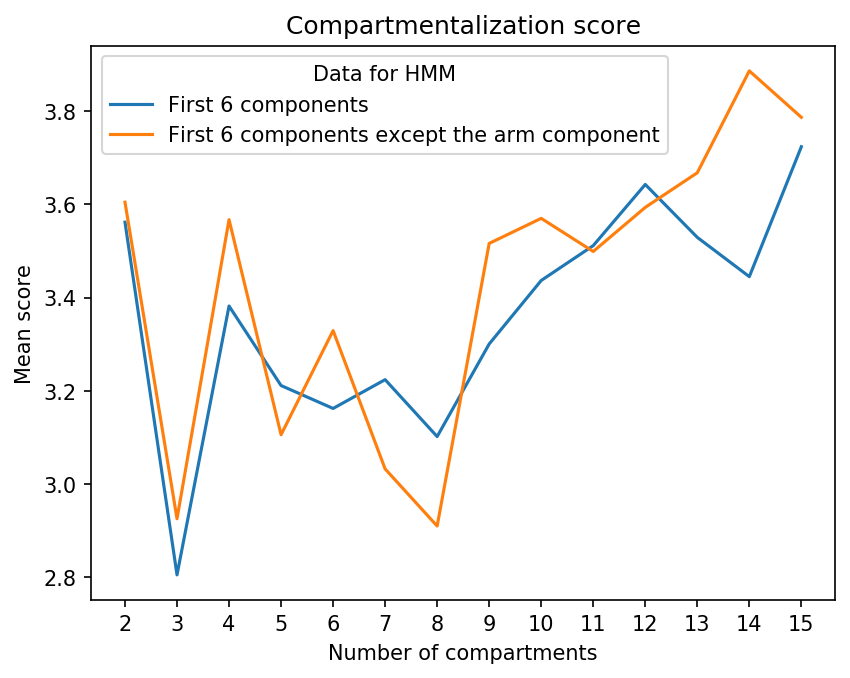 Compartmentalization score
Data for HMM
First 6 components
First 6 components except the arm component
Mean score
3.8
3.6
3.4
3.2
3.0
2.8
2 3 4 5 6 7 8 9 10 11 12 13 14 15
Number of compartments